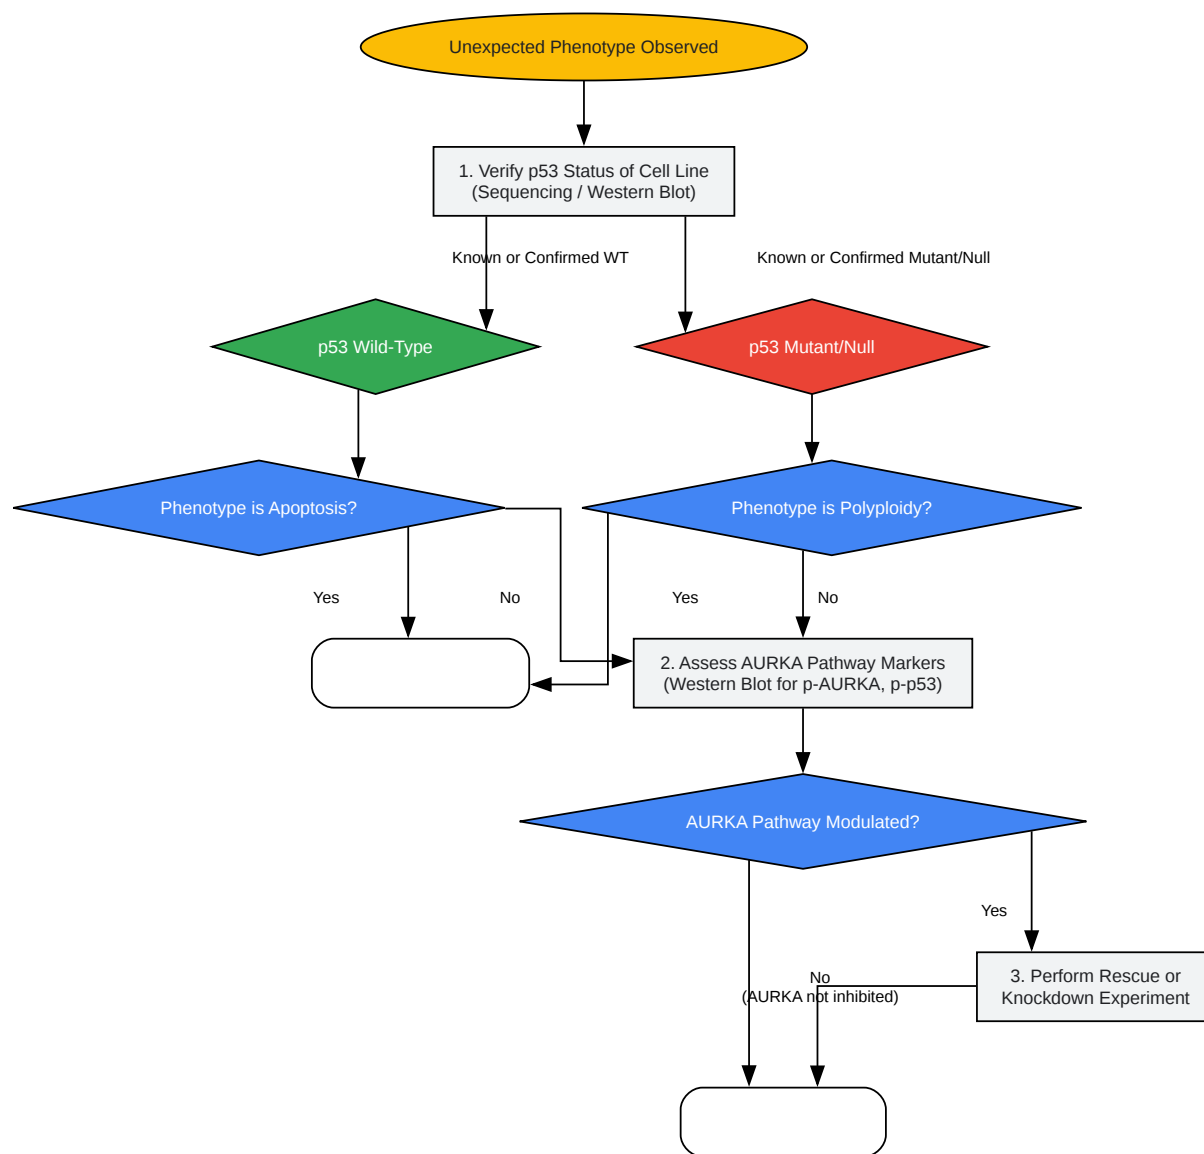 Unexpected Phenotype Observed
1. Verify p53 Status of Cell Line
(Sequencing / Western Blot)
Known or Confirmed WT
Known or Confirmed Mutant/Null
p53 Wild-Type
p53 Mutant/Null
Phenotype is Apoptosis?
Phenotype is Polyploidy?
Yes
No
Yes
No
2. Assess AURKA Pathway Markers
(Western Blot for p-AURKA, p-p53)
AURKA Pathway Modulated?
Yes
No
(AURKA not inhibited)
3. Perform Rescue or
Knockdown Experiment